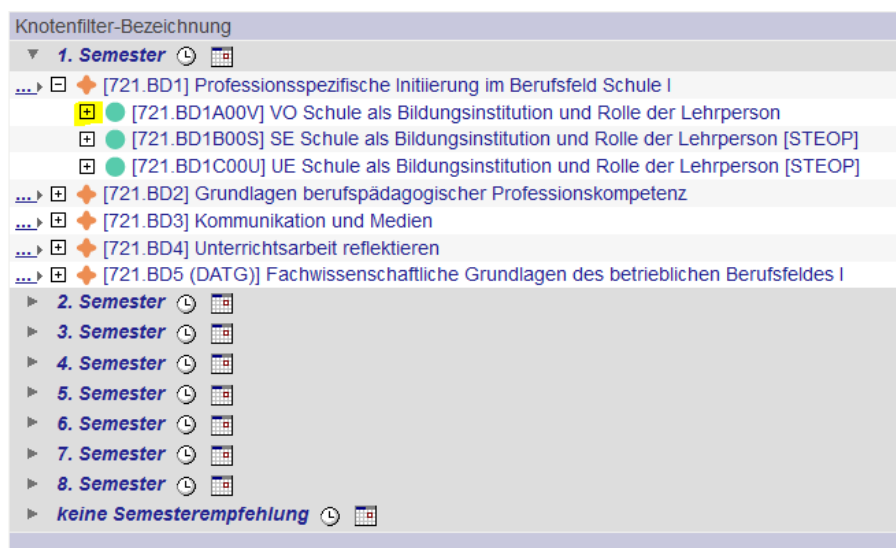 Knotenfilter-Bezeichnung
1. Semester
... [721.BD1] Professionsspezifische Initiierung im Berufsfeld Schule I
[721.BD1A00V] VO Schule als Bildungsinstitution und Rolle der Lehrperson
[721.BD1B00S] SE Schule als Bildungsinstitution und Rolle der Lehrperson [STEOP]
[721.BD1C00U] UE Schule als Bildungsinstitution und Rolle der Lehrperson [STEOP]
... [721.BD2] Grundlagen berufspädagogischer Professionskompetenz
... [721.BD3] Kommunikation und Medien
... [721.BD4] Unterrichtsarbeit reflektieren
... [721.BD5 (DATG)] Fachwissenschaftliche Grundlagen des betrieblichen Berufsfeldes I
2. Semester
3. Semester
4. Semester
5. Semester
6. Semester
7. Semester
8. Semester
keine Semesterempfehlung